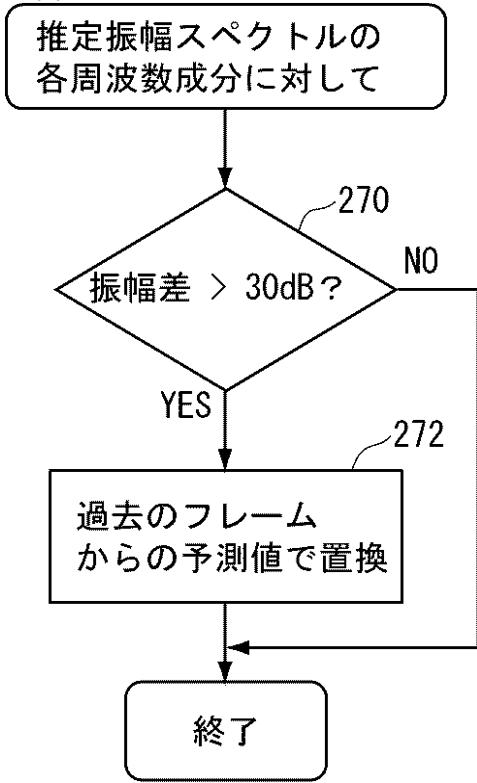 推定振幅スペクトルの
各周波数成分に対して
270
振幅差 > 30dB?
NO
YES
272
過去のフレーム
からの予測値で置換
終了